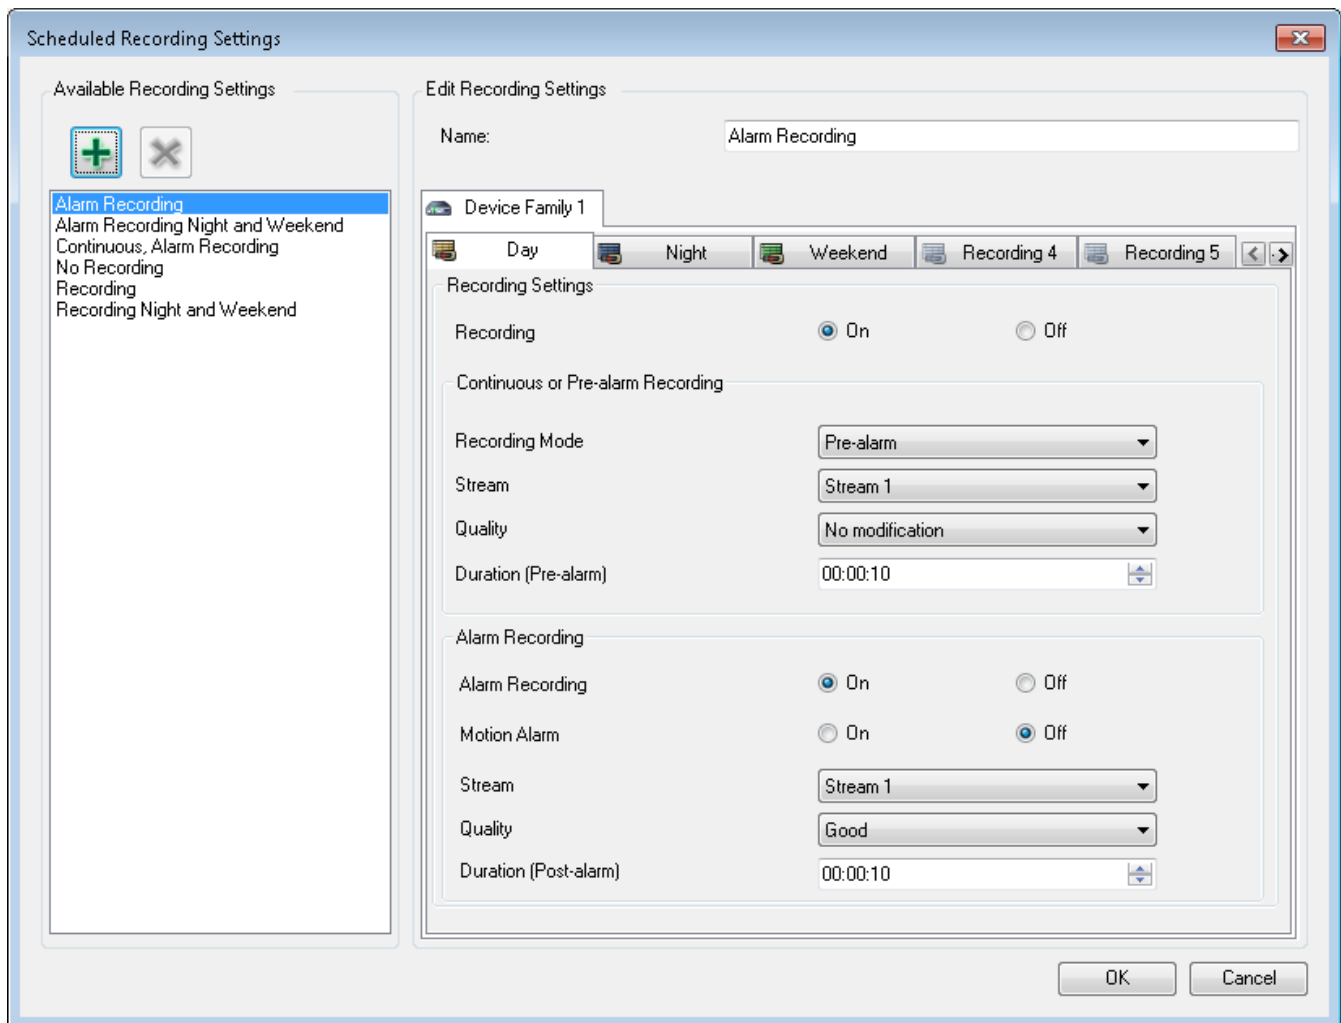 Scheduled Recording Settings
Available Recording Settings
Alarm Recording
Alarm Recording Night and Weekend
Continuous, Alarm Recording
No Recording
Recording
Recording Night and Weekend
Edit Recording Settings
Name: Alarm Recording
Device Family 1
Day Night Weekend Recording 4 Recording 5
Recording Settings
Recording On Off
Continuous or Pre-alarm Recording
Recording Mode Pre-alarm
Stream Stream 1
Quality No modification
Duration (Pre-alarm) 00:00:10
Alarm Recording
Alarm Recording On Off
Motion Alarm On Off
Stream Stream 1
Quality Good
Duration (Post-alarm) 00:00:10
OK Cancel